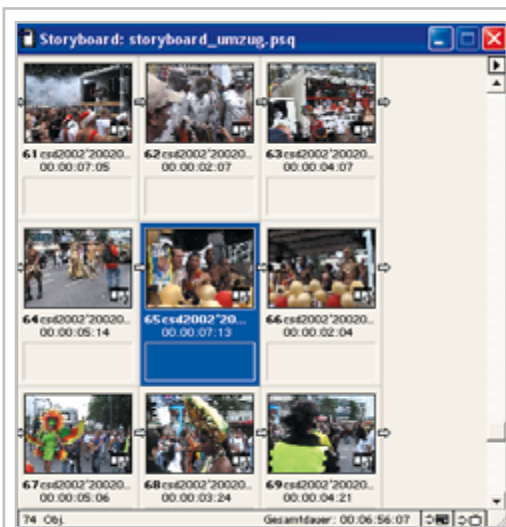 Storyboard: storyboard_umzug.psq
61 csd2002'20020...
00:00:07:05
62 csd2002'20020...
00:00:02:07
63 csd2002'20020...
00:00:04:07
64 csd2002'20020...
00:00:05:14
65 csd2002'20...
00:00:07:13
66 csd2002'20020...
00:00:02:04
67 csd2002'20020...
00:00:05:06
68 csd2002'20020...
00:00:03:24
69 csd2002'20020...
00:00:04:21
74 Obj.
Gesamtdauer: 00:06:56:07